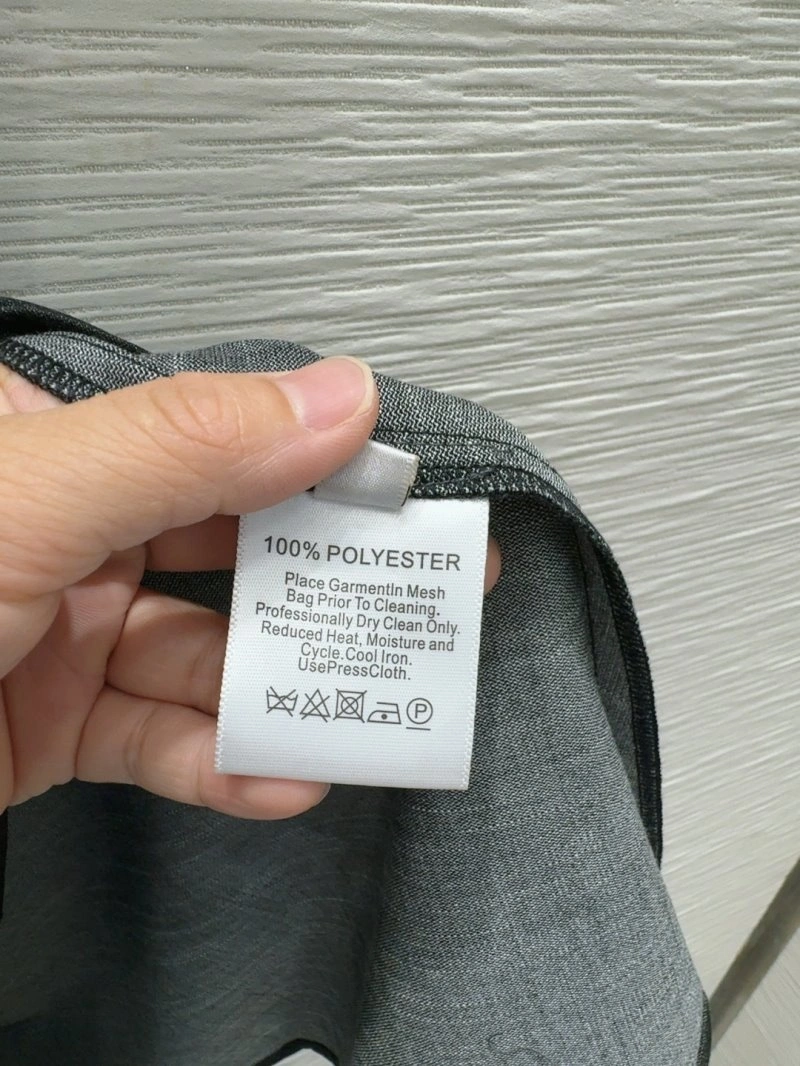 100% POLYESTER
Place GarmentIn Mesh
Bag Prior To Cleaning.
Professionally Dry Clean Only.
Reduced Heat, Moisture and
Cycle.Cool Iron.
UsePressCloth.
P